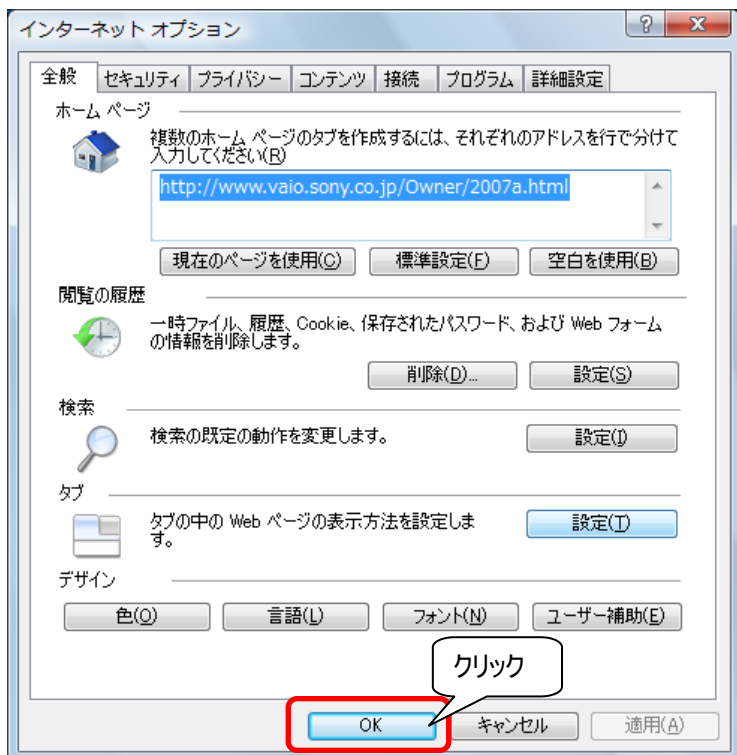 インターネット オプション
全般 セキュリティ プライバシー コンテンツ 接続 プログラム 詳細設定
ホーム ページ
複数のホーム ページのタブを作成するには、それぞれのアドレスを行で分けて
入力してください(R)
http://www.vaio.sony.co.jp/Owner/2007a.html
現在のページを使用(C) 標準設定(F) 空白を使用(B)
閲覧の履歴
一時ファイル、履歴、Cookie、保存されたパスワード、および Web フォーム
の情報を削除します。
削除(D)... 設定(S)
検索
検索の既定の動作を変更します。
設定(I)
タブ
タブの中の Web ページの表示方法を設定しま
す。
設定(T)
デザイン
色(O) 言語(L) フォント(N) ユーザー補助(E)
クリック
OK キャンセル 適用(A)